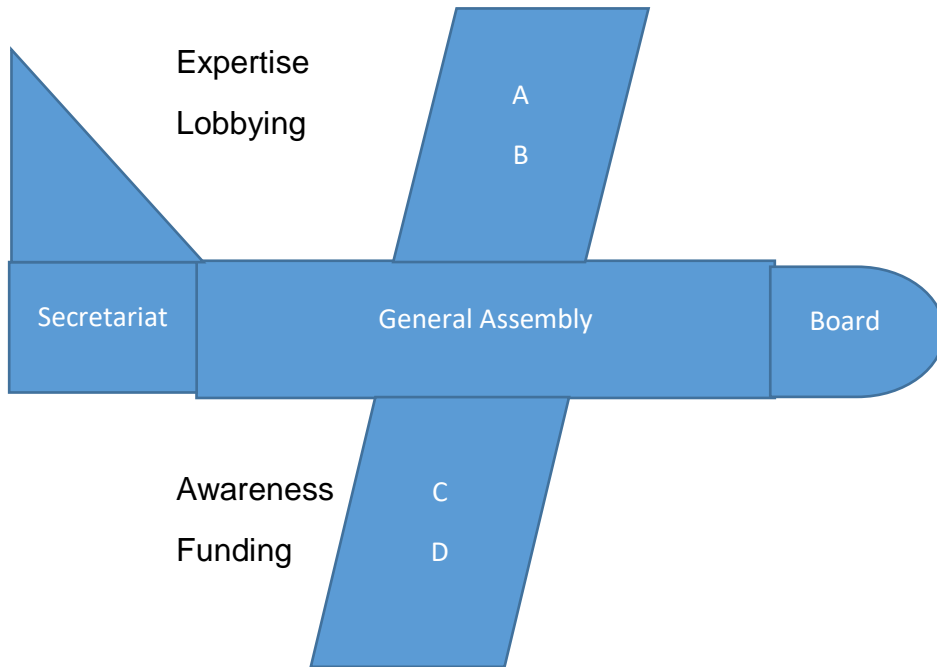 Expertise
Lobbying
A
B
Secretariat
General Assembly
Board
Awareness
Funding
C
D